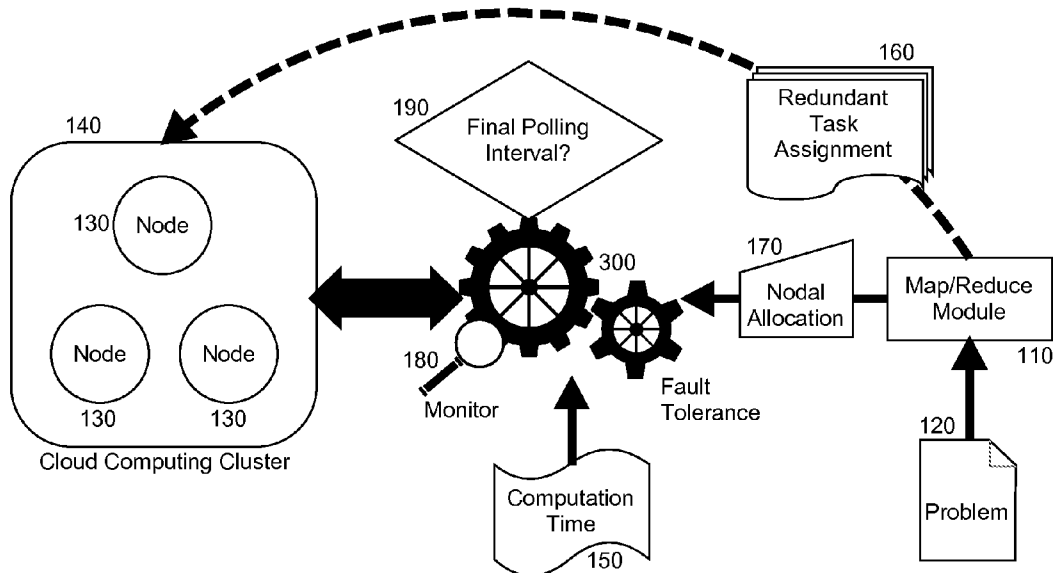 160
Redundant
Task
Assignment
190
Final Polling
Interval?
140
130
Node
170
300
Nodal
Allocation
Map/Reduce
Module
110
Node
Node
130
130
180
Monitor
Fault
Tolerance
Cloud Computing Cluster
120
Problem
Computation
Time
150